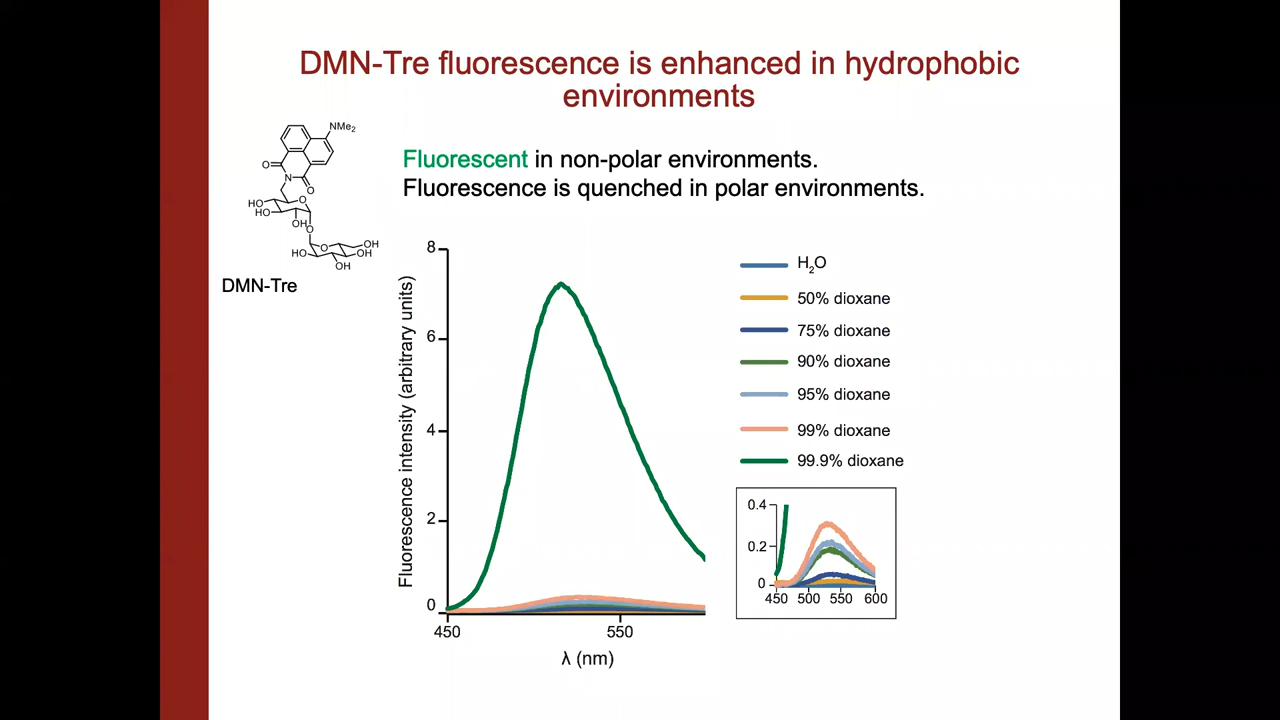 DMN-Tre fluorescence is enhanced in hydrophobic
environments
NMe₂
O
N
O
HO
HO
O
OH
O
O
OH
HO
OH
OH
DMN-Tre
Fluorescent in non-polar environments.
Fluorescence is quenched in polar environments.
Fluorescence intensity (arbitrary units)
8
6
4
2
0
450
550
λ (nm)
H₂O
50% dioxane
75% dioxane
90% dioxane
95% dioxane
99% dioxane
99.9% dioxane
0.4
0.2
0
450 500 550 600